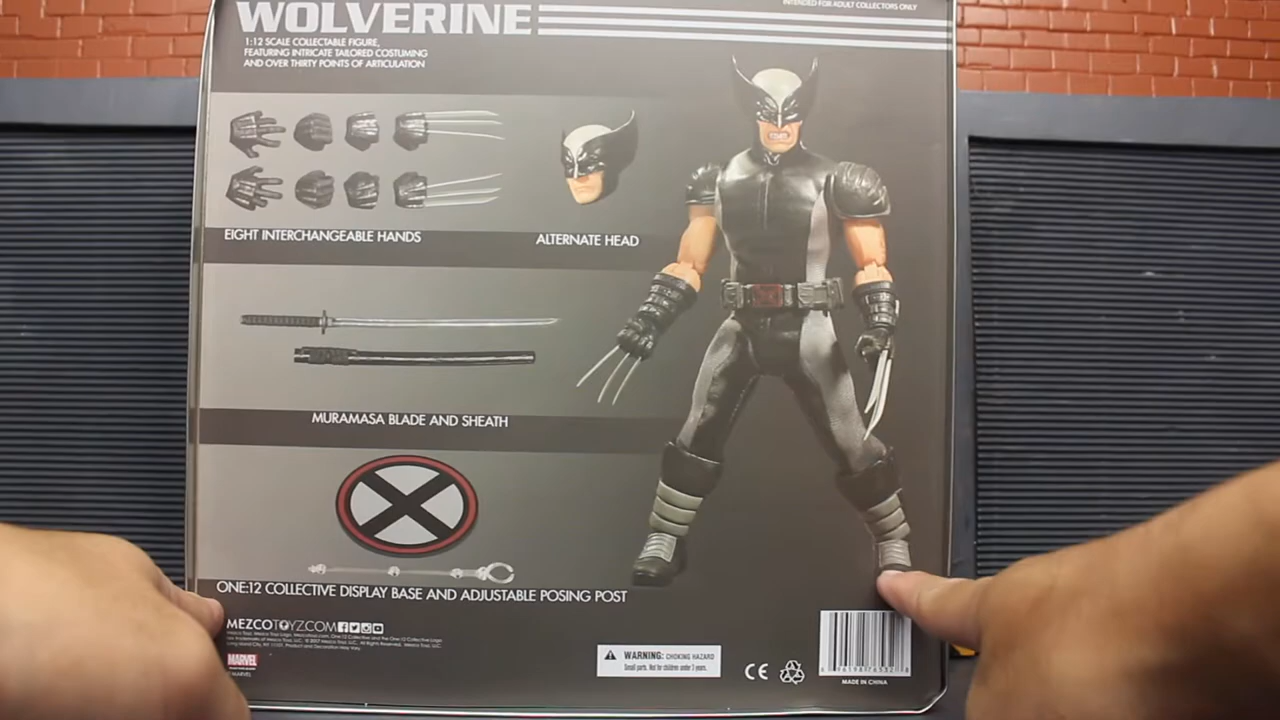 WOLVERINE
INTENDED FOR ADULT COLLECTORS ONLY
1:12 SCALE COLLECTABLE FIGURE,
FEATURING INTRICATE TAILORED COSTUMING
AND OVER THIRTY POINTS OF ARTICULATION
EIGHT INTERCHANGEABLE HANDS
ALTERNATE HEAD
MURAMASA BLADE AND SHEATH
ONE:12 COLLECTIVE DISPLAY BASE AND ADJUSTABLE POSING POST
MEZCOTOYZ.COM
MARVEL
WARNING: CHOKING HAZARD
Small parts. Not for children under 3 years.
CE
MADE IN CHINA